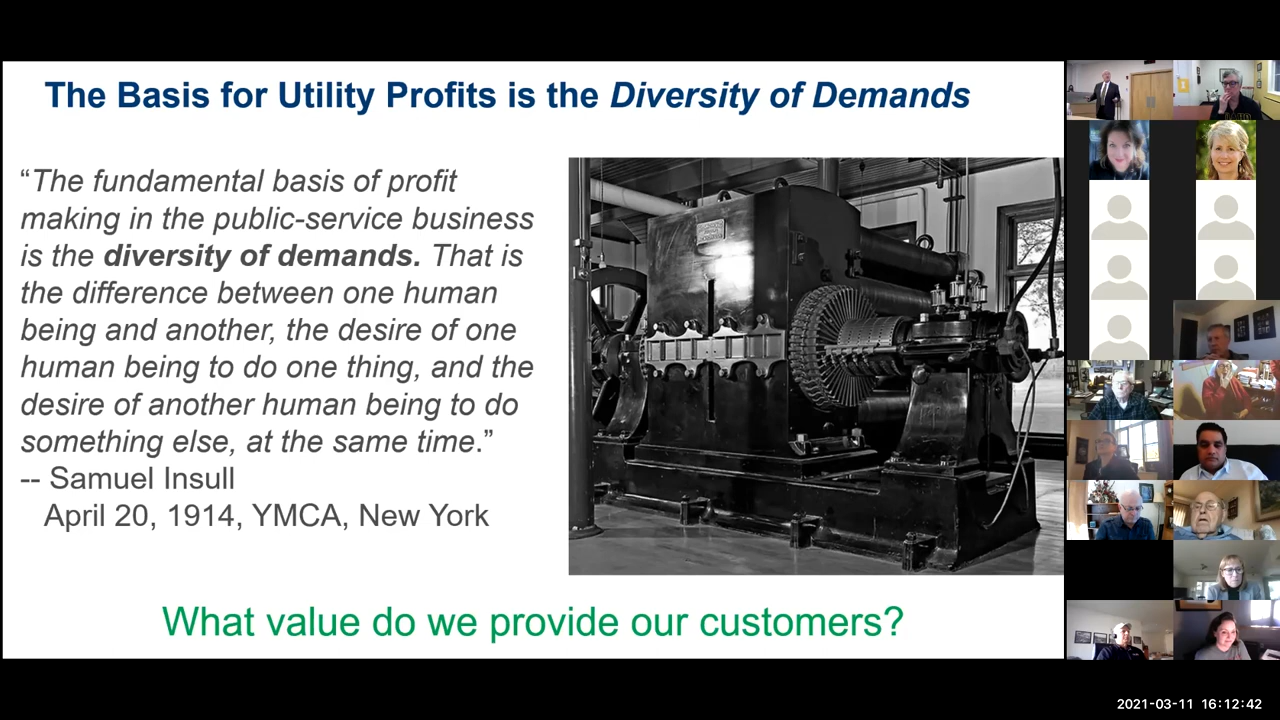 The Basis for Utility Profits is the Diversity of Demands
“The fundamental basis of profit
making in the public-service business
is the diversity of demands. That is
the difference between one human
being and another, the desire of one
human being to do one thing, and the
desire of another human being to do
something else, at the same time.”
-- Samuel Insull
April 20, 1914, YMCA, New York
What value do we provide our customers?
2021-03-11 16:12:42